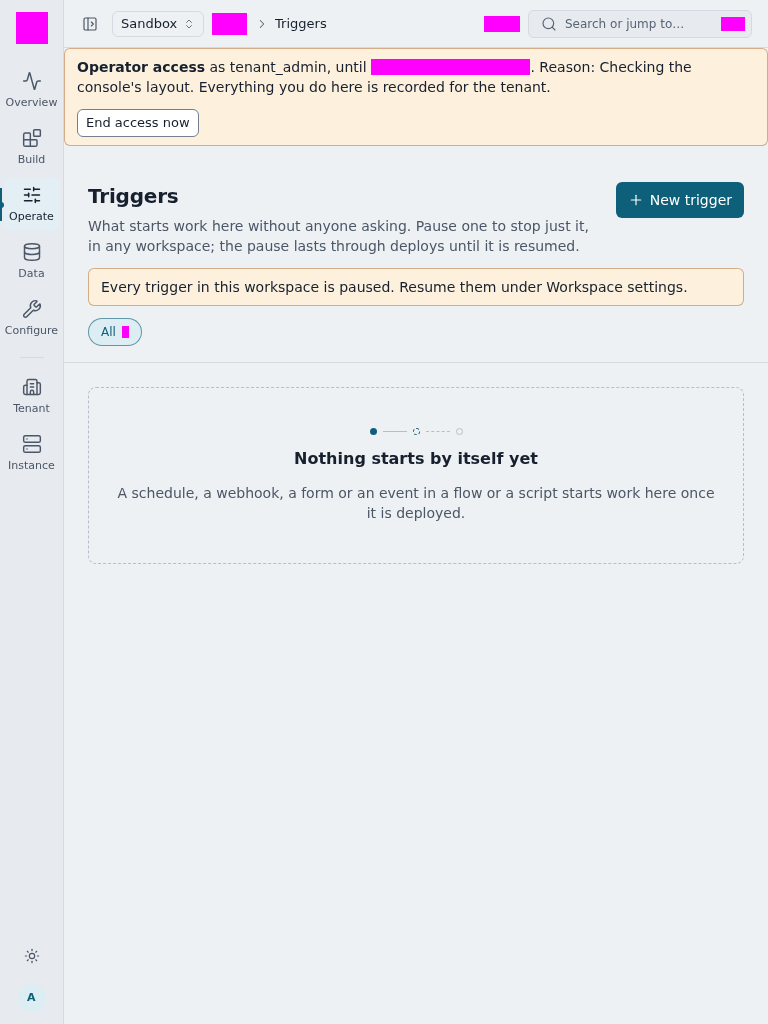 Sandbox
Triggers
Search or jump to…
Overview
Build
Operate
Data
Configure
Tenant
Instance
A
Operator access as tenant_admin, until . Reason: Checking the
console's layout. Everything you do here is recorded for the tenant.
End access now
Triggers
New trigger
What starts work here without anyone asking. Pause one to stop just it,
in any workspace; the pause lasts through deploys until it is resumed.
Every trigger in this workspace is paused. Resume them under Workspace settings.
All
Nothing starts by itself yet
A schedule, a webhook, a form or an event in a flow or a script starts work here once
it is deployed.